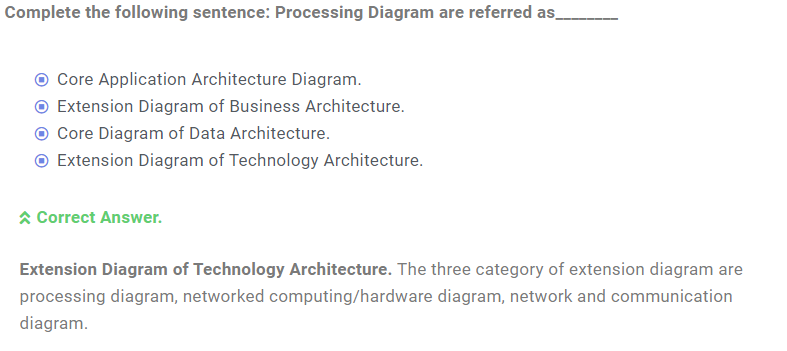 Complete the following sentence: Processing Diagram are referred as________
Core Application Architecture Diagram.
Extension Diagram of Business Architecture.
Core Diagram of Data Architecture.
Extension Diagram of Technology Architecture.
Correct Answer.
Extension Diagram of Technology Architecture. The three category of extension diagram are
processing diagram, networked computing/hardware diagram, network and communication
diagram.